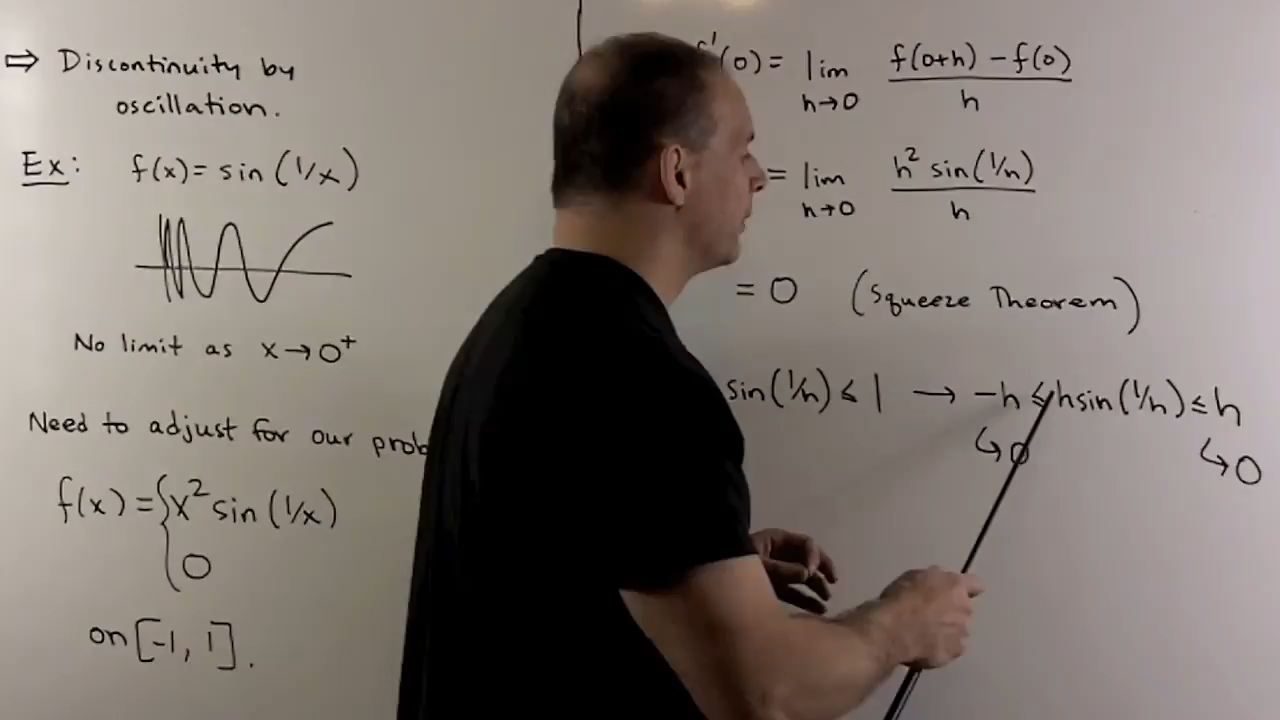 ⇒ Discontinuity by
oscillation.
Ex: f(x) = sin(1/x)
No limit as x→0⁺
Need to adjust for our
f(x) = { x² sin(1/x)
0
on [-1, 1].
f'(0) = lim h→0 f(0+h) - f(0) / h
= lim h→0 h² sin(1/h) / h
= 0 (Squeeze Theorem)
sin(1/h) ≤ 1 → -h ≤ h sin(1/h) ≤ h
↳ 0 ↳ 0